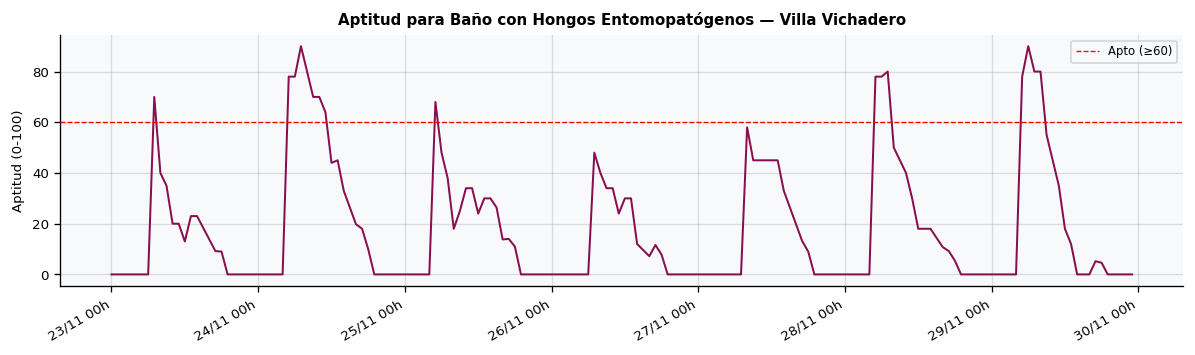 Aptitud para Baño con Hongos Entomopatógenos — Villa Vichadero
Apto (≥60)
Aptitud (0-100)
80
60
40
20
0
23/11 00h
24/11 00h
25/11 00h
26/11 00h
27/11 00h
28/11 00h
29/11 00h
30/11 00h